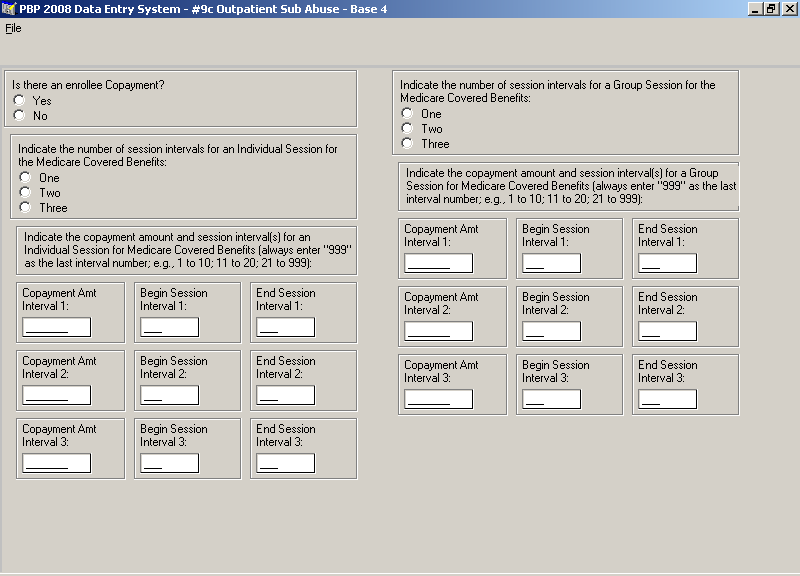 PBP 2008 Data Entry System - #9c Outpatient Sub Abuse - Base 4
File
Is there an enrollee Copayment?
Yes
No
Indicate the number of session intervals for an Individual Session for
the Medicare Covered Benefits:
One
Two
Three
Indicate the copayment amount and session interval(s) for an
Individual Session for Medicare Covered Benefits (always enter "999"
as the last interval number; e.g., 1 to 10; 11 to 20; 21 to 999):
Copayment Amt
Interval 1:
Begin Session
Interval 1:
End Session
Interval 1:
Copayment Amt
Interval 2:
Begin Session
Interval 2:
End Session
Interval 2:
Copayment Amt
Interval 3:
Begin Session
Interval 3:
End Session
Interval 3:
Indicate the number of session intervals for a Group Session for the
Medicare Covered Benefits:
One
Two
Three
Indicate the copayment amount and session interval(s) for a Group
Session for Medicare Covered Benefits (always enter "999" as the last
interval number; e.g., 1 to 10; 11 to 20; 21 to 999):
Copayment Amt
Interval 1:
Begin Session
Interval 1:
End Session
Interval 1:
Copayment Amt
Interval 2:
Begin Session
Interval 2:
End Session
Interval 2:
Copayment Amt
Interval 3:
Begin Session
Interval 3:
End Session
Interval 3: